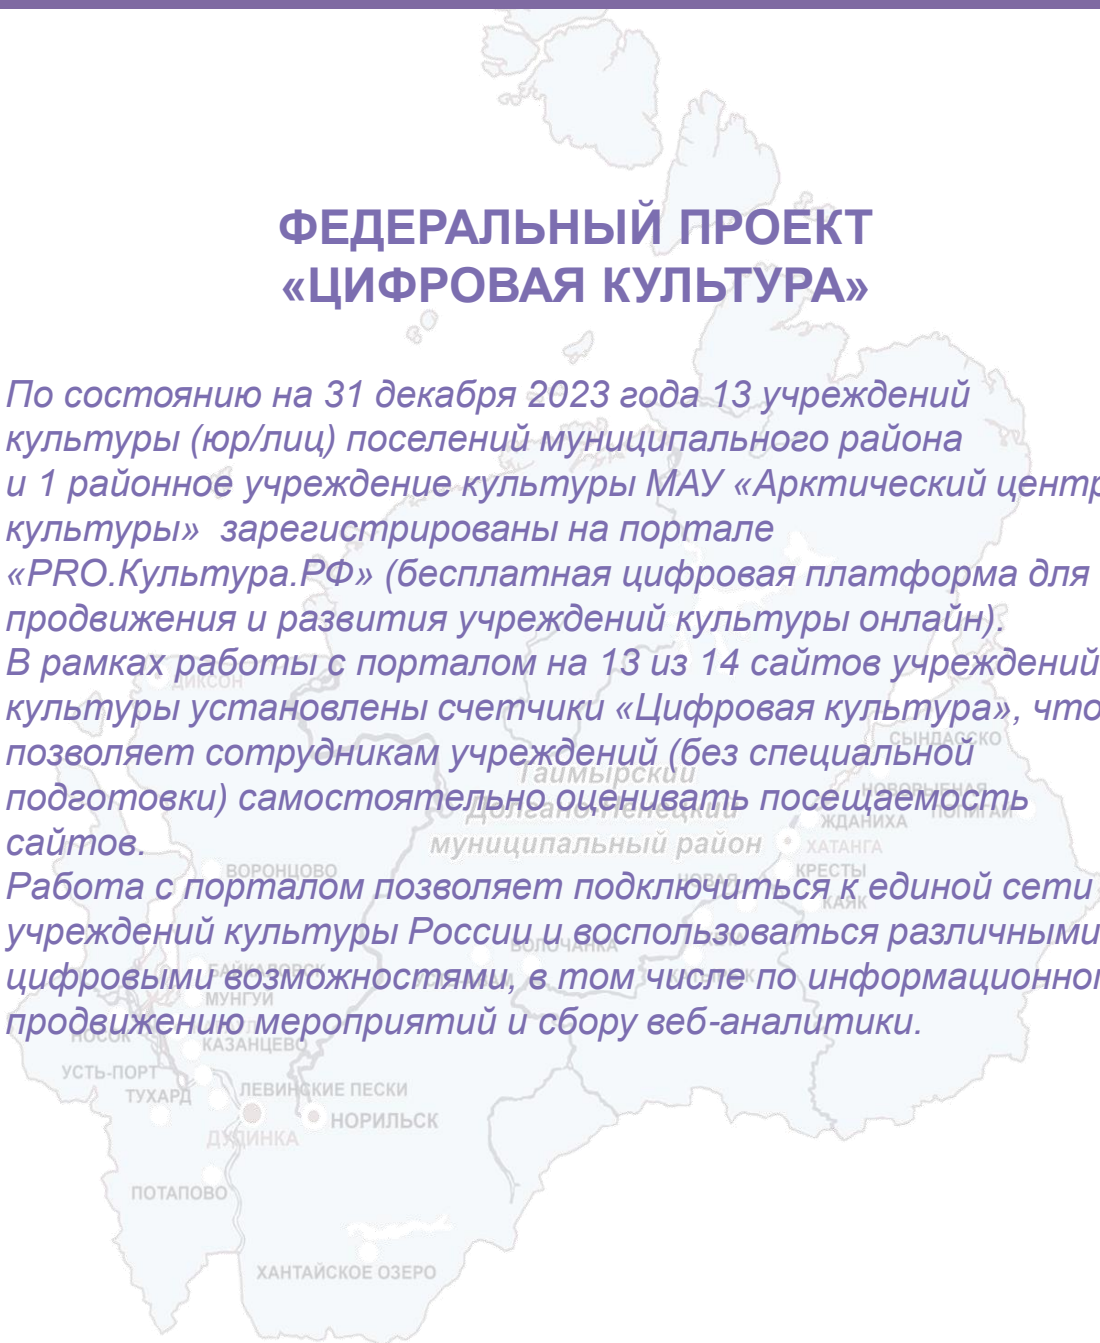 ФЕДЕРАЛЬНЫЙ ПРОЕКТ
«ЦИФРОВАЯ КУЛЬТУРА»
По состоянию на 31 декабря 2023 года 13 учреждений
культуры (юр/лиц) поселений муниципального района
и 1 районное учреждение культуры МАУ «Арктический центр
культуры» зарегистрированы на портале
«PRO.Культура.РФ» (бесплатная цифровая платформа для
продвижения и развития учреждений культуры онлайн).
В рамках работы с порталом на 13 из 14 сайтов учреждений
культуры установлены счетчики «Цифровая культура», что
позволяет сотрудникам учреждений (без специальной
подготовки) самостоятельно оценивать посещаемость
сайтов.
Работа с порталом позволяет подключиться к единой сети
учреждений культуры России и воспользоваться различными
цифровыми возможностями, в том числе по
продвижению мероприятий и сбору веб-аналитики.
ДИКСОН
СЫНДАССКО
Таймырский
Долгано-Ненецкий
муниципальный район
НОВОРЫБНАЯ
ПОПИГАЙ
ЖДАНИХА
ХАТАНГА
КРЕСТЫ
НОВАЯ
КАЯК
ВОРОНЦОВО
ВОЛОЧАНКА
БАЙКАЛОВСК
МУНГУИ
НОСОК
КАЗАНЦЕВО
УСТЬ-ПОРТ
ТУХАРД
ЛЕВИНСКИЕ ПЕСКИ
НОРИЛЬСК
ДУДИНКА
ПОТАПОВО
ХАНТАЙСКОЕ ОЗЕРО